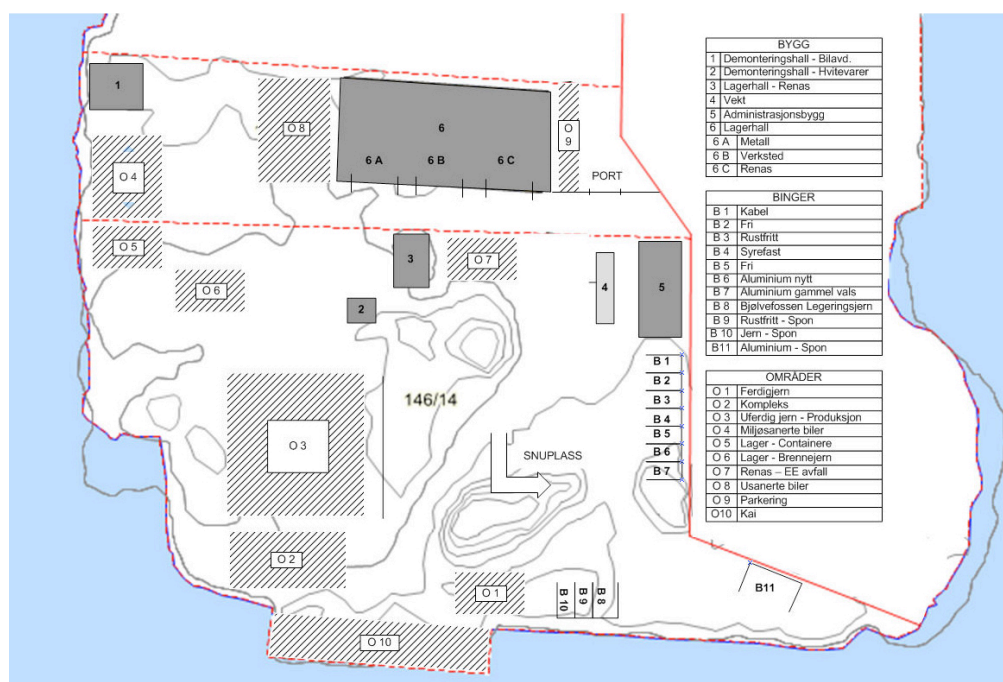 BYGG
1 Demonteringshall - Bilavd.
2 Demonteringshall - Hvitevarer
3 Lagerhall - Renas
4 Vekt
5 Administrasjonsbygg
6 Lagerhall
6 A Metall
6 B Verksted
6 C Renas
BINGER
B 1 Kabel
B 2 Fri
B 3 Rustfritt
B 4 Syrefast
B 5 Fri
B 6 Aluminium nytt
B 7 Aluminium gammel vals
B 8 Bjølvefossen Legeringsjern
B 9 Rustfritt - Spon
B 10 Jern - Spon
B11 Aluminium - Spon
OMRÅDER
O 1 Ferdigjern
O 2 Kompleks
O 3 Uferdig jern - Produksjon
O 4 Miljøsanerte biler
O 5 Lager - Containere
O 6 Lager - Brennejern
O 7 Renas – EE avfall
O 8 Usanerte biler
O 9 Parkering
O10 Kai
1
O 8
6
6 A
6 B
6 C
O
9
PORT
O 4
O 5
O 6
3
O 7
4
5
2
146/14
B 1
B 2
B 3
B 4
B 5
B 6
B 7
O 3
SNUPLASS
O 2
O 1
B 10
B 9
B 8
B11
O 10